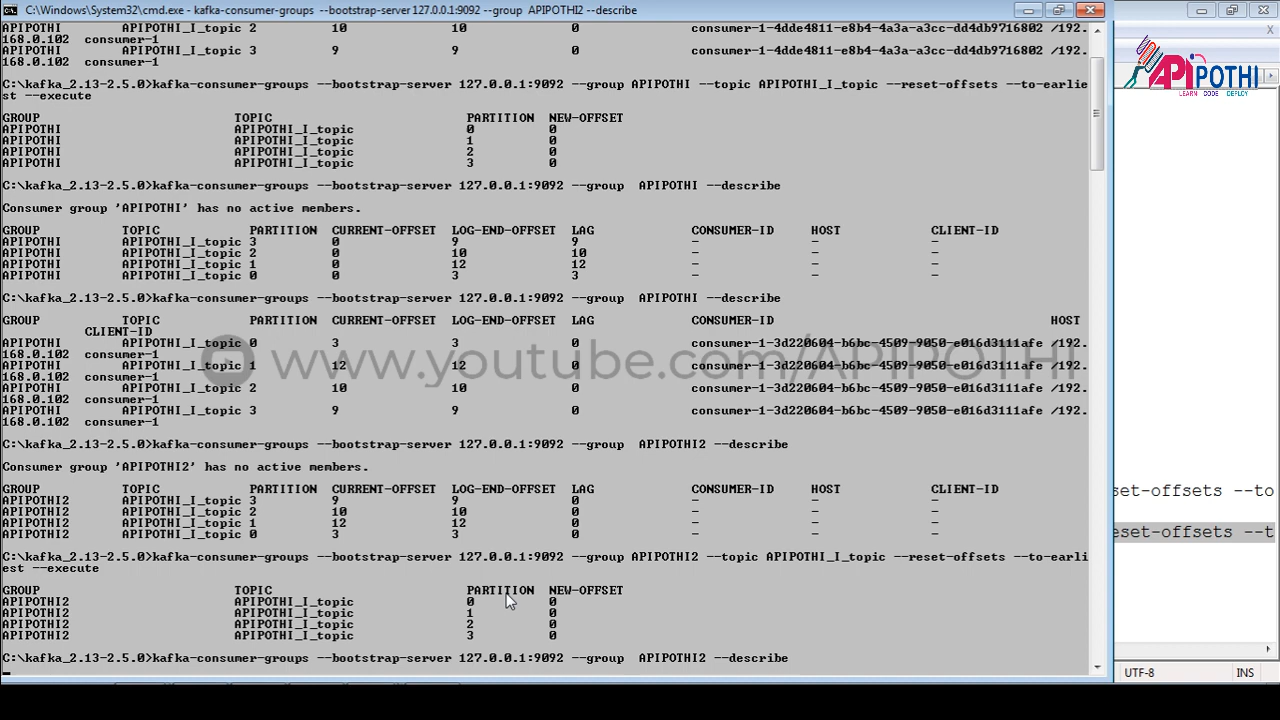 C:\Windows\System32\cmd.exe - kafka-consumer-groups --bootstrap-server 127.0.0.1:9092 --group APIPOTHI2 --describe
APIPOTHI APIPOTHI_I_topic 2 10 10 0 consumer-1-4dde4811-e8b4-4a3a-a3cc-dd4db9716802 /192.
168.0.102 consumer-1
APIPOTHI APIPOTHI_I_topic 3 9 9 0 consumer-1-4dde4811-e8b4-4a3a-a3cc-dd4db9716802 /192.
168.0.102 consumer-1
C:\kafka_2.13-2.5.0>kafka-consumer-groups --bootstrap-server 127.0.0.1:9092 --group APIPOTHI --topic APIPOTHI_I_topic --reset-offsets --to-earlie
st --execute
GROUP TOPIC PARTITION NEW-OFFSET
APIPOTHI APIPOTHI_I_topic 0 0
APIPOTHI APIPOTHI_I_topic 1 0
APIPOTHI APIPOTHI_I_topic 2 0
APIPOTHI APIPOTHI_I_topic 3 0
C:\kafka_2.13-2.5.0>kafka-consumer-groups --bootstrap-server 127.0.0.1:9092 --group APIPOTHI --describe
Consumer group 'APIPOTHI' has no active members.
GROUP TOPIC PARTITION CURRENT-OFFSET LOG-END-OFFSET LAG CONSUMER-ID HOST CLIENT-ID
APIPOTHI APIPOTHI_I_topic 3 0 9 9 - - -
APIPOTHI APIPOTHI_I_topic 2 0 10 10 - - -
APIPOTHI APIPOTHI_I_topic 1 0 12 12 - - -
APIPOTHI APIPOTHI_I_topic 0 0 3 3 - - -
C:\kafka_2.13-2.5.0>kafka-consumer-groups --bootstrap-server 127.0.0.1:9092 --group APIPOTHI --describe
GROUP TOPIC PARTITION CURRENT-OFFSET LOG-END-OFFSET LAG CONSUMER-ID HOST
CLIENT-ID
APIPOTHI APIPOTHI_I_topic 0 3 3 0 consumer-1-3d220604-b6bc-4509-9050-e016d3111afe /192.
168.0.102 consumer-1
APIPOTHI APIPOTHI_I_topic 1 12 12 0 consumer-1-3d220604-b6bc-4509-9050-e016d3111afe /192.
168.0.102 consumer-1
APIPOTHI APIPOTHI_I_topic 2 10 10 0 consumer-1-3d220604-b6bc-4509-9050-e016d3111afe /192.
168.0.102 consumer-1
APIPOTHI APIPOTHI_I_topic 3 9 9 0 consumer-1-3d220604-b6bc-4509-9050-e016d3111afe /192.
168.0.102 consumer-1
C:\kafka_2.13-2.5.0>kafka-consumer-groups --bootstrap-server 127.0.0.1:9092 --group APIPOTHI2 --describe
Consumer group 'APIPOTHI2' has no active members.
GROUP TOPIC PARTITION CURRENT-OFFSET LOG-END-OFFSET LAG CONSUMER-ID HOST CLIENT-ID
APIPOTHI2 APIPOTHI_I_topic 3 9 9 0 - - -
APIPOTHI2 APIPOTHI_I_topic 2 10 10 0 - - -
APIPOTHI2 APIPOTHI_I_topic 1 12 12 0 - - -
APIPOTHI2 APIPOTHI_I_topic 0 3 3 0 - - -
C:\kafka_2.13-2.5.0>kafka-consumer-groups --bootstrap-server 127.0.0.1:9092 --group APIPOTHI2 --topic APIPOTHI_I_topic --reset-offsets --to-earli
est --execute
GROUP TOPIC PARTITION NEW-OFFSET
APIPOTHI2 APIPOTHI_I_topic 0 0
APIPOTHI2 APIPOTHI_I_topic 1 0
APIPOTHI2 APIPOTHI_I_topic 2 0
APIPOTHI2 APIPOTHI_I_topic 3 0
C:\kafka_2.13-2.5.0>kafka-consumer-groups --bootstrap-server 127.0.0.1:9092 --group APIPOTHI2 --describe
www.youtube.com/APIPOTHI
APIPOTHI
LEARN CODE DEPLOY
set-offsets --to
eset-offsets --t
UTF-8 INS